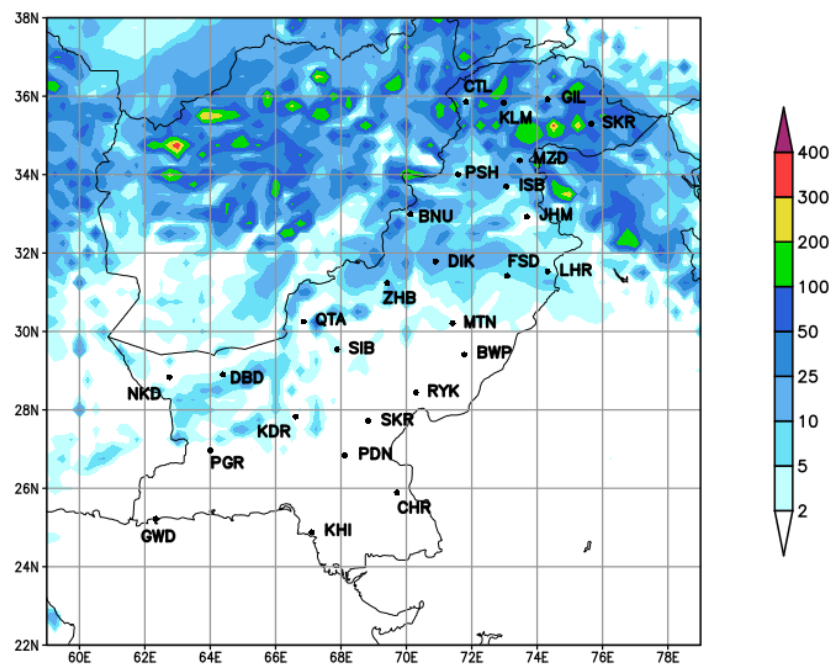 38N
36N
34N
32N
30N
28N
26N
24N
22N
60E
62E
64E
66E
68E
70E
72E
74E
76E
78E
CTL
GIL
KLM
SKR
MZD
PSH
ISB
BNU
JHM
DIK
FSD
LHR
ZHB
QTA
MTN
SIB
BWP
DBD
NKD
RYK
KDR
SKR
PGR
PDN
CHR
GWD
KHI
400
300
200
100
50
25
10
5
2